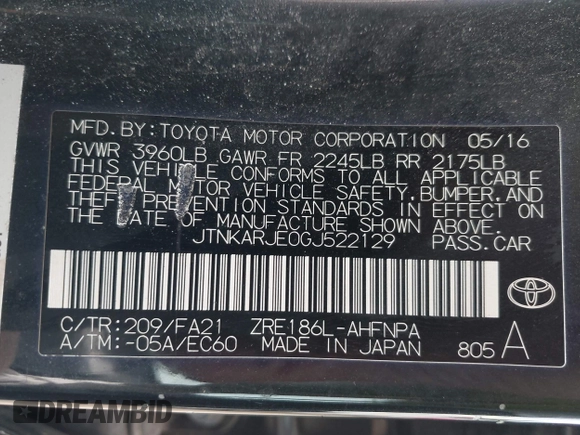 MFD.BY:TOYOTA MOTOR CORPORATION 05/16
GVWR 3960LB GAWR FR 2245LB RR 2175LB
THIS VEHICLE CONFORMS TO ALL APPLICABLE
FEDERAL MOTOR VEHICLE SAFETY,BUMPER,AND
THEFT PREVENTION STANDARDS IN EFFECT ON
THE DATE OF MANUFACTURE SHOWN ABOVE.
JTNKARJE0GJ522129 PASS.CAR
C/TR:209/FA21 ZRE186L-AHFNPA
A/TM:-05A/EC60 MADE IN JAPAN 805 A
DREAMBID